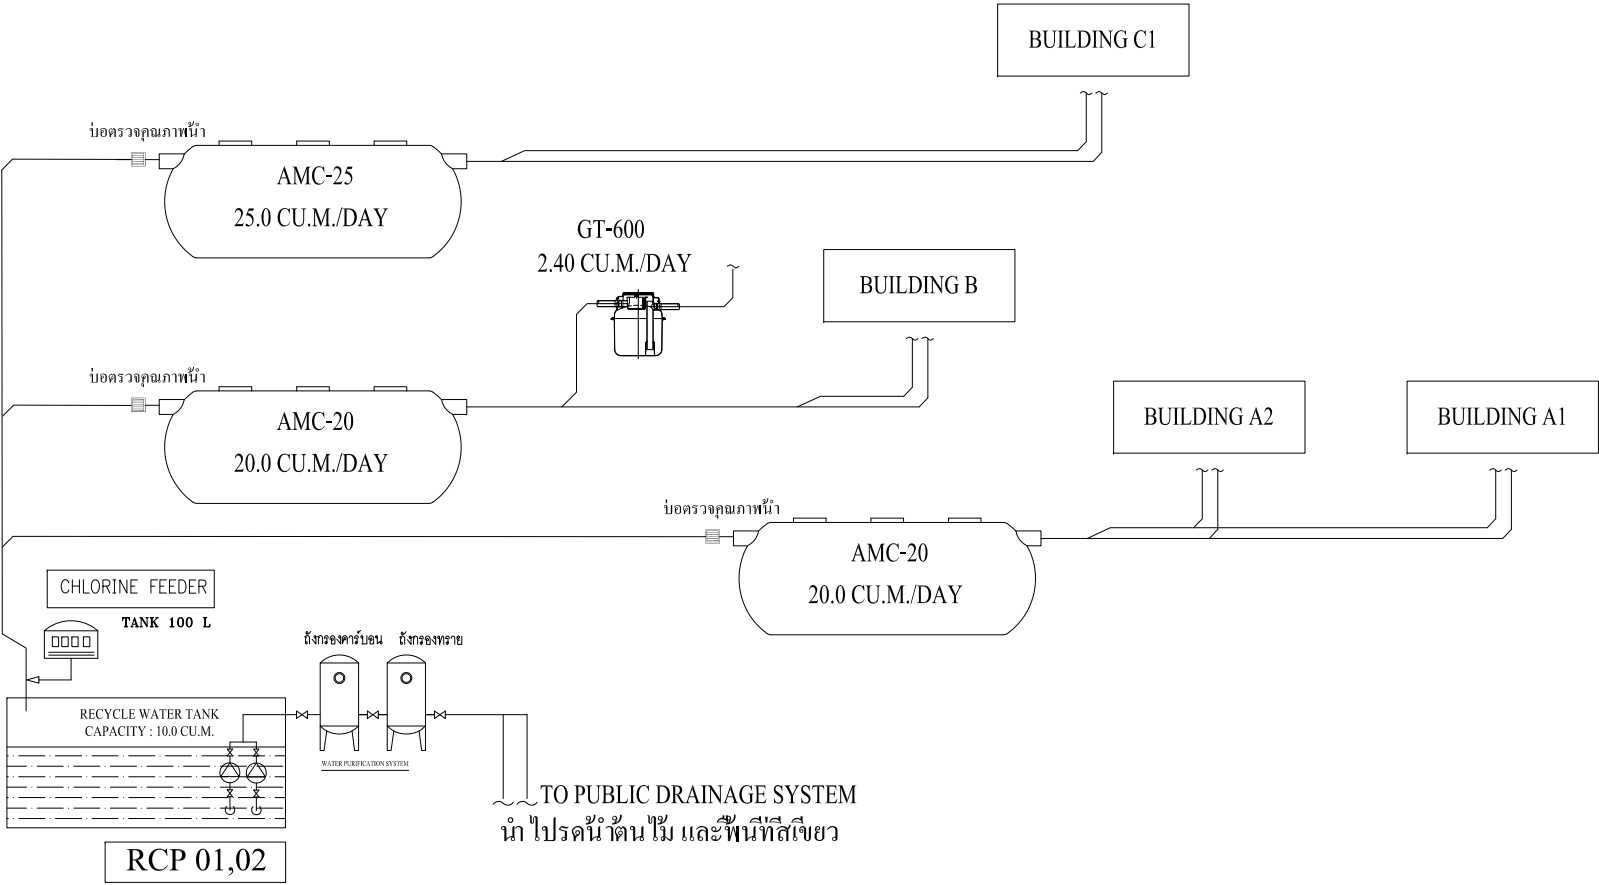 BUILDING C1
บ่อตรวจคุณภาพน้ำ
AMC-25
25.0 CU.M./DAY
GT-600
2.40 CU.M./DAY
BUILDING B
บ่อตรวจคุณภาพน้ำ
AMC-20
20.0 CU.M./DAY
BUILDING A2
BUILDING A1
บ่อตรวจคุณภาพน้ำ
AMC-20
20.0 CU.M./DAY
CHLORINE FEEDER
TANK 100 L
ถังกรองคาร์บอน
ถังกรองทราย
RECYCLE WATER TANK
CAPACITY : 10.0 CU.M.
WATER PURIFICATION SYSTEM
TO PUBLIC DRAINAGE SYSTEM
นำไปรดน้ำต้นไม้ และพื้นที่สีเขียว
RCP 01,02